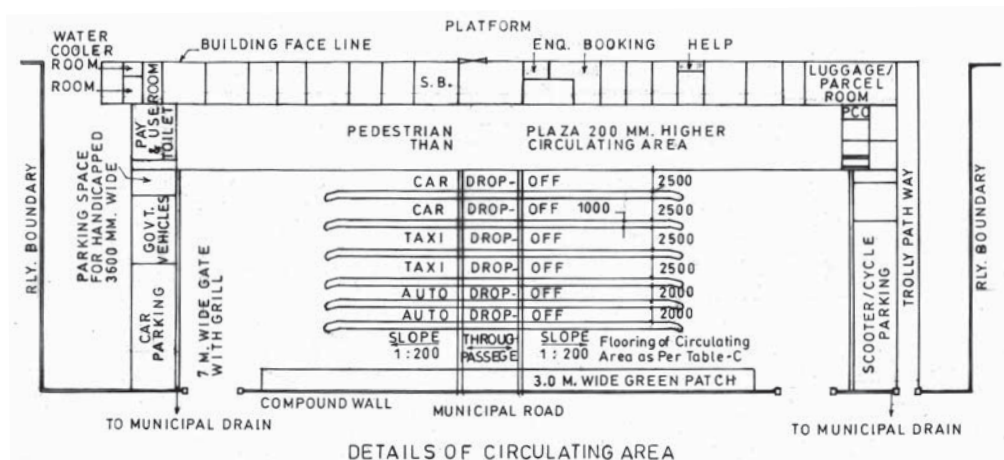 PLATFORM
WATER
COOLER
ROOM
ROOM
BUILDING FACE LINE
ENQ. BOOKING
HELP
S.B.
LUGGAGE/
PARCEL
ROOM
ROOM
PAY
& USE
TOILET
PCO
PEDESTRIAN PLAZA 200 MM. HIGHER
THAN CIRCULATING AREA
RLY. BOUNDARY
PARKING SPACE
FOR HANDICAPPED
3600 MM. WIDE
GOVT.
VEHICLES
CAR
PARKING
7 M. WIDE GATE
WITH GRILL
CAR DROP-OFF 2500
CAR DROP-OFF 1000 2500
TAXI DROP-OFF 2500
TAXI DROP-OFF 2500
AUTO DROP-OFF 2000
AUTO DROP-OFF 2000
SLOPE
1:200
THROUG
PASSEGE
SLOPE
1:200
Flooring of Circulating
Area as Per Table-C
3.0 M. WIDE GREEN PATCH
SCOOTER/CYCLE
PARKING
TROLLY PATH WAY
RLY. BOUNDARY
COMPOUND WALL
MUNICIPAL ROAD
TO MUNICIPAL DRAIN
TO MUNICIPAL DRAIN
DETAILS OF CIRCULATING AREA